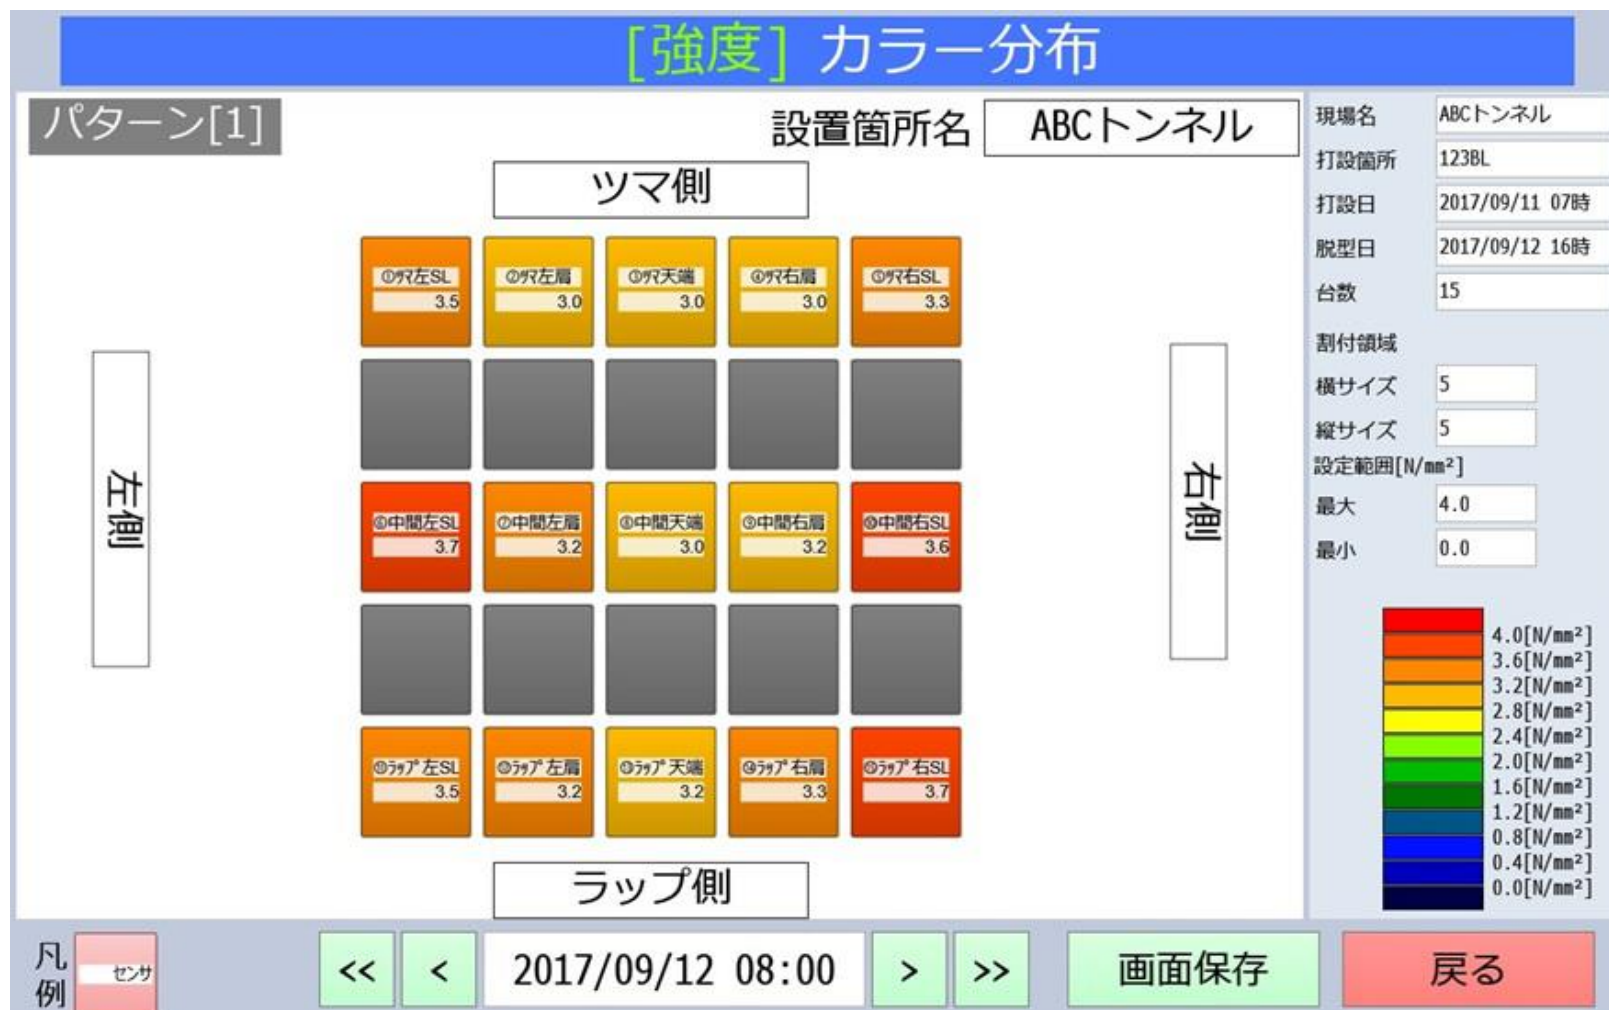 [強度] カラー分布
パターン[1]
設置箇所名 ABCトンネル
ツマ側
①ﾂﾏ左SL ②ﾂﾏ左肩 ③ﾂﾏ天端 ④ﾂﾏ右肩 ⑤ﾂﾏ右SL
3.5 3.0 3.0 3.0 3.3
左側
右側
⑥中間左SL ⑦中間左肩 ⑧中間天端 ⑨中間右肩 ⑩中間右SL
3.7 3.2 3.0 3.2 3.6
⑪ﾗｯﾌﾟ左SL ⑫ﾗｯﾌﾟ左肩 ⑬ﾗｯﾌﾟ天端 ⑭ﾗｯﾌﾟ右肩 ⑮ﾗｯﾌﾟ右SL
3.5 3.2 3.2 3.3 3.7
ラップ側
現場名 ABCトンネル
打設箇所 123BL
打設日 2017/09/11 07時
脱型日 2017/09/12 16時
台数 15
割付領域
横サイズ 5
縦サイズ 5
設定範囲[N/mm²]
最大 4.0
最小 0.0
4.0[N/mm²]
3.6[N/mm²]
3.2[N/mm²]
2.8[N/mm²]
2.4[N/mm²]
2.0[N/mm²]
1.6[N/mm²]
1.2[N/mm²]
0.8[N/mm²]
0.4[N/mm²]
0.0[N/mm²]
凡例 センサ
<< < 2017/09/12 08:00 > >> 画面保存 戻る